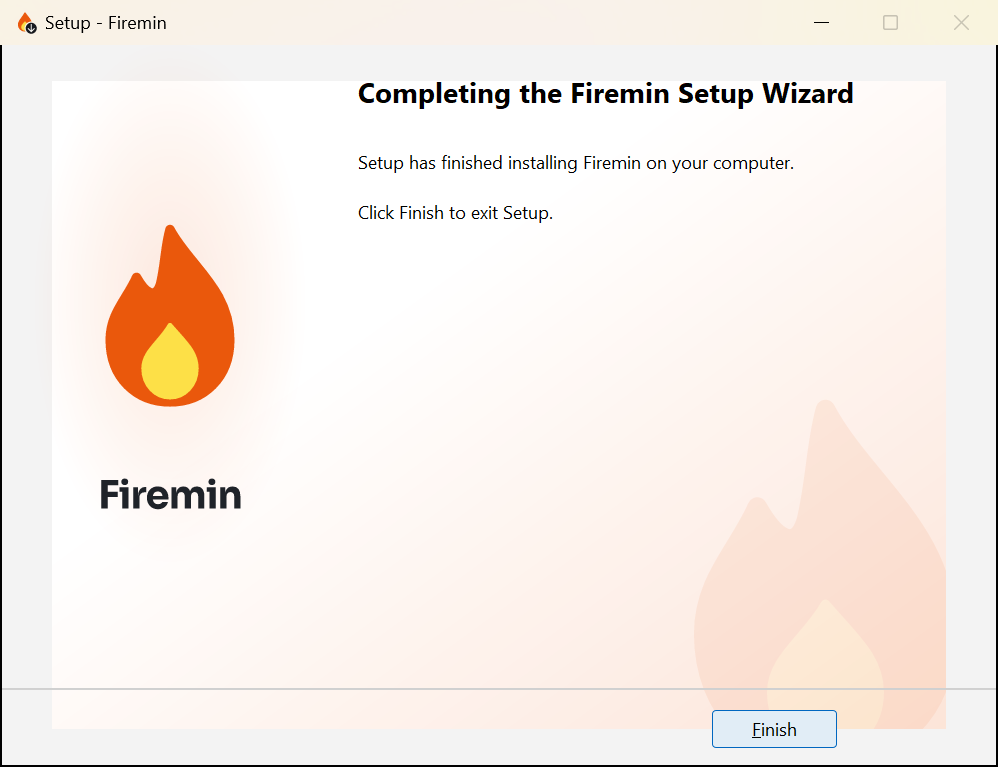 Setup - Firemin
Completing the Firemin Setup Wizard
Setup has finished installing Firemin on your computer.
Click Finish to exit Setup.
Firemin
Finish